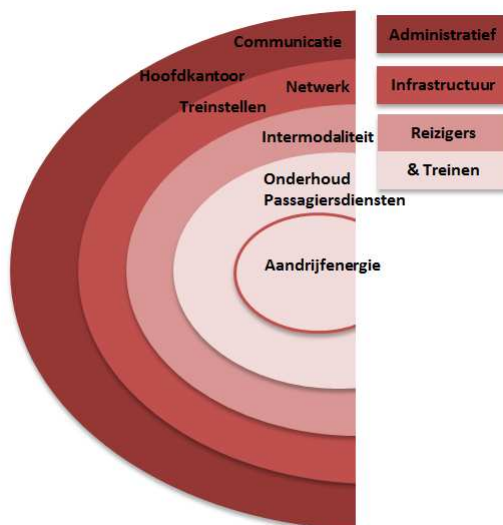 Communicatie
Administratief
Hoofdkantoor
Netwerk
Infrastructuur
Treinstellen
Intermodaliteit
Reizigers
Onderhoud
& Treinen
Passagiersdiensten
Aandrijfenergie